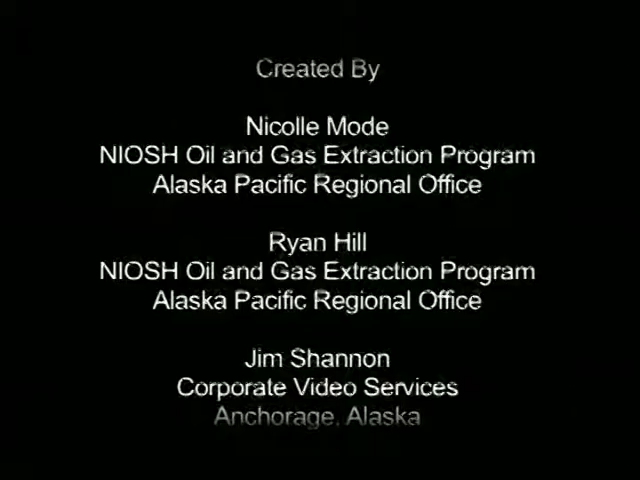 Created By
Nicolle Mode
NIOSH Oil and Gas Extraction Program
Alaska Pacific Regional Office
Ryan Hill
NIOSH Oil and Gas Extraction Program
Alaska Pacific Regional Office
Jim Shannon
Corporate Video Services
Anchorage, Alaska